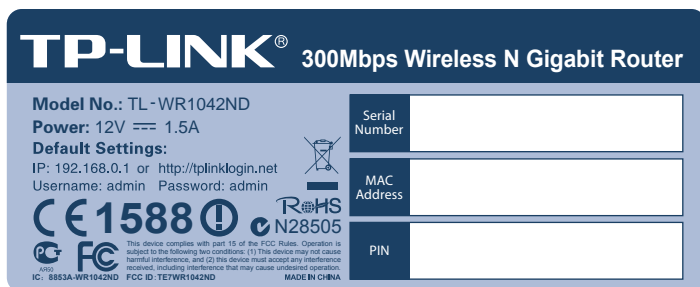 TP-LINK® 300Mbps Wireless N Gigabit Router
Model No.: TL-WR1042ND
Power: 12V ⎓ 1.5A
Default Settings:
IP: 192.168.0.1 or http://tplinklogin.net
Username: admin Password: admin
CE1588
RoHS
N28505
PCT
AR50
FC
This device complies with part 15 of the FCC Rules. Operation is
subject to the following two conditions: (1) This device may not cause
harmful interference, and (2) this device must accept any interference
received, including interference that may cause undesired operation.
IC: 8853A-WR1042ND FCC ID: TE7WR1042ND MADE IN CHINA
Serial
Number
MAC
Address
PIN